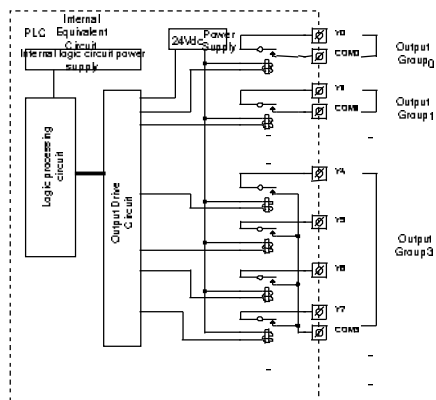 PLC
Internal
Equivalent
Circuit
Internal logic circuit power
supply
24Vdc
Power
Supply
Logic processing
circuit
Output Drive
Circuit
Y0
COM0
Output
Group0
Y1
Output
Group1
Y4
Y5
Y6
Y7
COM3
Output
Group3